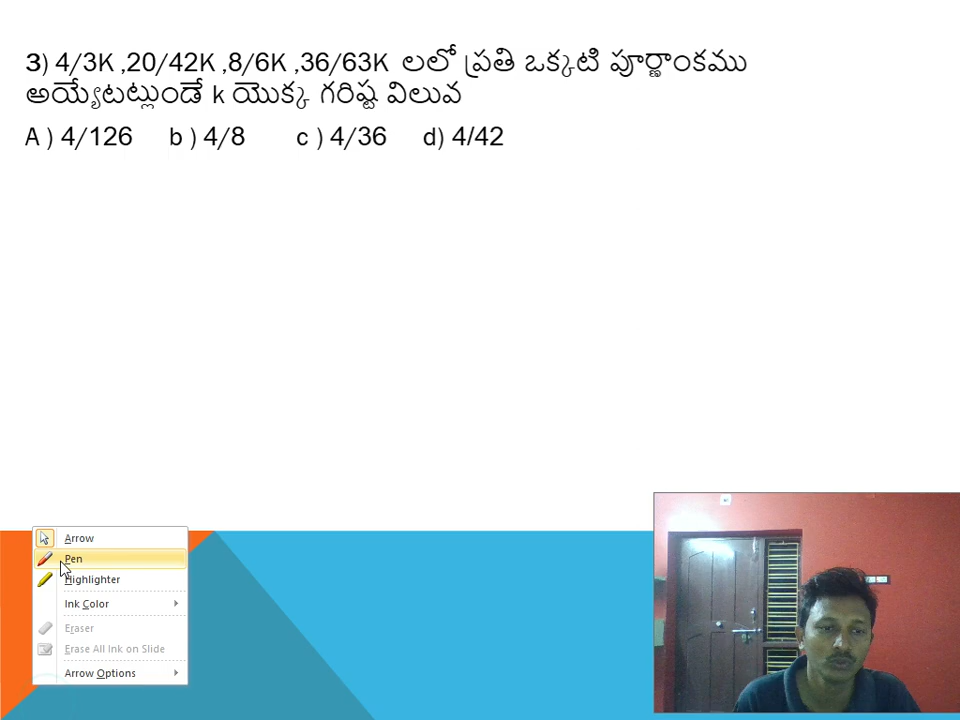 3) 4/3K ,20/42K ,8/6K ,36/63K లలో ప్రతి ఒక్కటి పూర్ణాంకము
అయ్యేటట్లుండే k యొక్క గరిష్ట విలువ
A ) 4/126 b ) 4/8 c ) 4/36 d) 4/42
Arrow
Pen
Highlighter
Ink Color
Eraser
Erase All Ink on Slide
Arrow Options